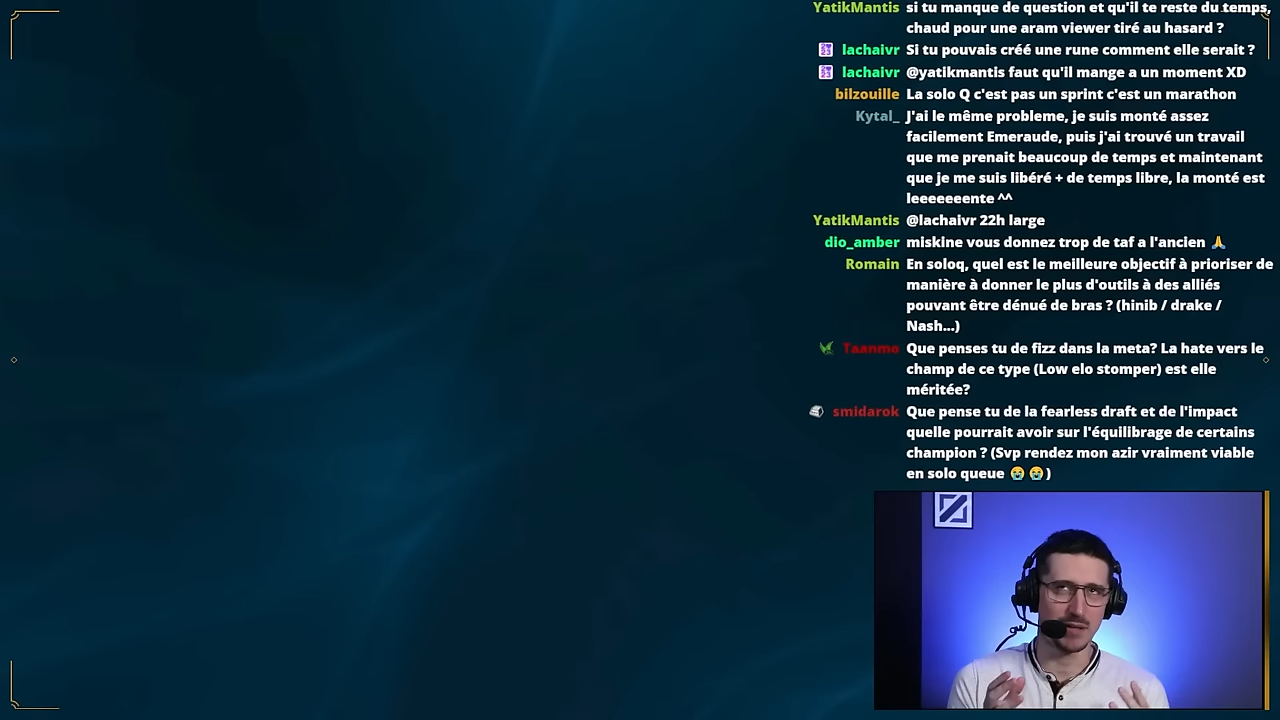 YatikMantis si tu manque de question et qu'il te reste du temps,
chaud pour une aram viewer tiré au hasard ?
lachaivr Si tu pouvais créé une rune comment elle serait ?
lachaivr @yatikmantis faut qu'il mange a un moment XD
bilzouille La solo Q c'est pas un sprint c'est un marathon
Kytal_ J'ai le même probleme, je suis monté assez
facilement Emeraude, puis j'ai trouvé un travail
que me prenait beaucoup de temps et maintenant
que je me suis libéré + de temps libre, la monté est
leeeeeeente ^^
YatikMantis @lachaivr 22h large
dio_amber miskine vous donnez trop de taf a l'ancien 🙏
Romain En soloq, quel est le meilleure objectif à prioriser de
manière à donner le plus d'outils à des alliés
pouvant être dénué de bras ? (hinib / drake /
Nash...)
Taanmo Que penses tu de fizz dans la meta? La hate vers le
champ de ce type (Low elo stomper) est elle
méritée?
smidarok Que pense tu de la fearless draft et de l'impact
quelle pourrait avoir sur l'équilibrage de certains
champion ? (Svp rendez mon azir vraiment viable
en solo queue 😭 😭)